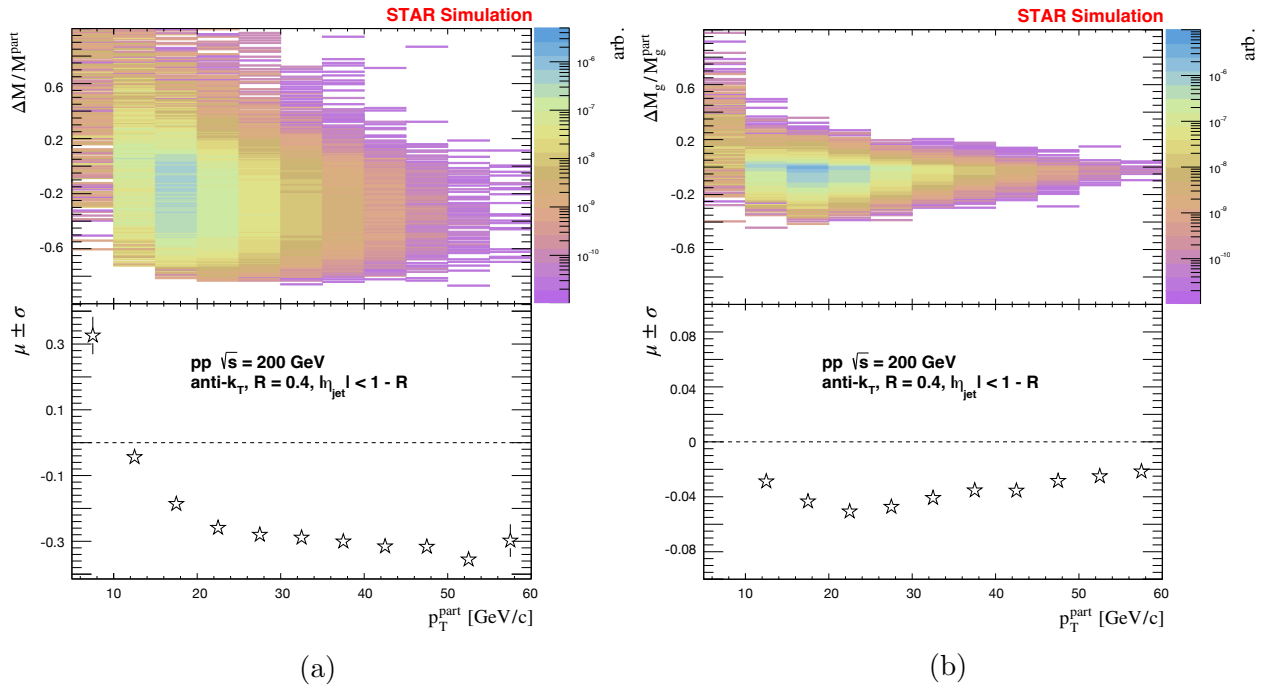 STAR Simulation
ΔM/M^part
0.6
0.2
-0.2
-0.6
arb.
10^-6
10^-7
10^-8
10^-9
10^-10
μ ± σ
0.3
0.1
-0.1
-0.3
pp √s = 200 GeV
anti-k_T, R = 0.4, |η_jet| < 1 - R
10 20 30 40 50 60
p_T^part [GeV/c]
(a)
STAR Simulation
ΔM_g/M_g^part
0.6
0.2
-0.2
-0.6
arb.
10^-6
10^-7
10^-8
10^-9
10^-10
μ ± σ
0.08
0.04
0
-0.04
-0.08
pp √s = 200 GeV
anti-k_T, R = 0.4, |η_jet| < 1 - R
10 20 30 40 50 60
p_T^part [GeV/c]
(b)